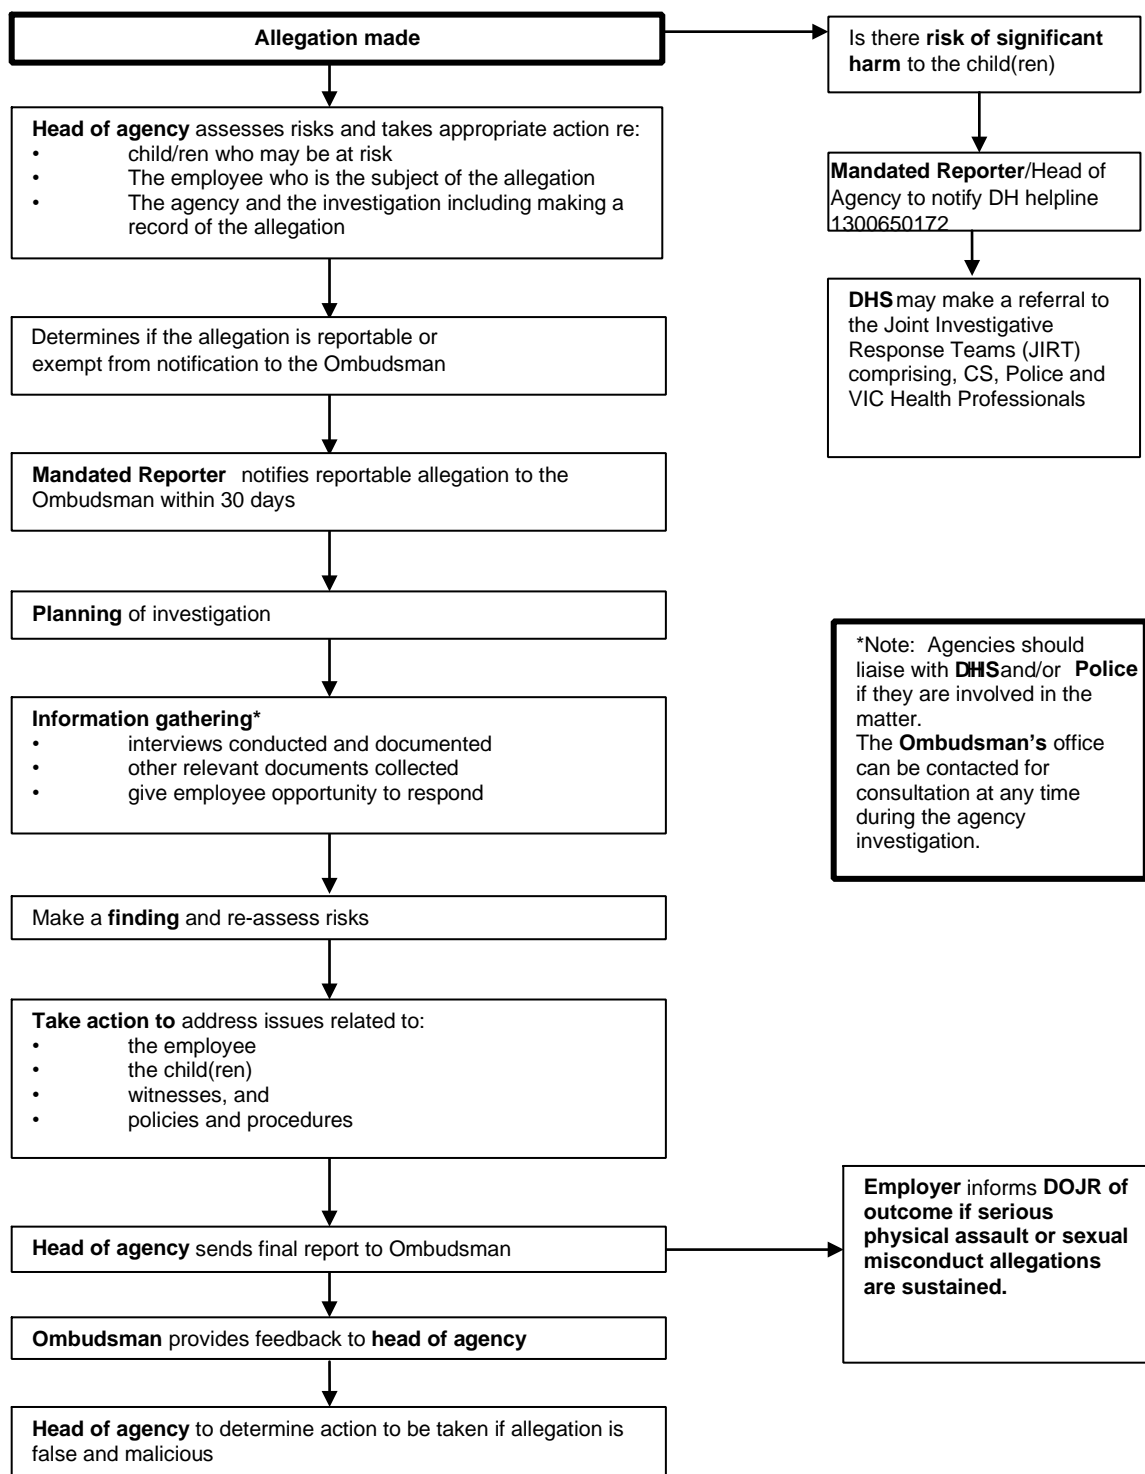 Allegation made
Head of agency assesses risks and takes appropriate action re:
• child/ren who may be at risk
• The employee who is the subject of the allegation
• The agency and the investigation including making a
record of the allegation
Determines if the allegation is reportable or
exempt from notification to the Ombudsman
Mandated Reporter notifies reportable allegation to the
Ombudsman within 30 days
Planning of investigation
Information gathering*
• interviews conducted and documented
• other relevant documents collected
• give employee opportunity to respond
Make a finding and re-assess risks
Take action to address issues related to:
• the employee
• the child(ren)
• witnesses, and
• policies and procedures
Head of agency sends final report to Ombudsman
Ombudsman provides feedback to head of agency
Head of agency to determine action to be taken if allegation is
false and malicious
Is there risk of significant
harm to the child(ren)
Mandated Reporter/Head of
Agency to notify DH helpline
1300650172
DHS may make a referral to
the Joint Investigative
Response Teams (JIRT)
comprising, CS, Police and
VIC Health Professionals
*Note: Agencies should
liaise with DHS and/or Police
if they are involved in the
matter.
The Ombudsman's office
can be contacted for
consultation at any time
during the agency
investigation.
Employer informs DOJR of
outcome if serious
physical assault or sexual
misconduct allegations
are sustained.